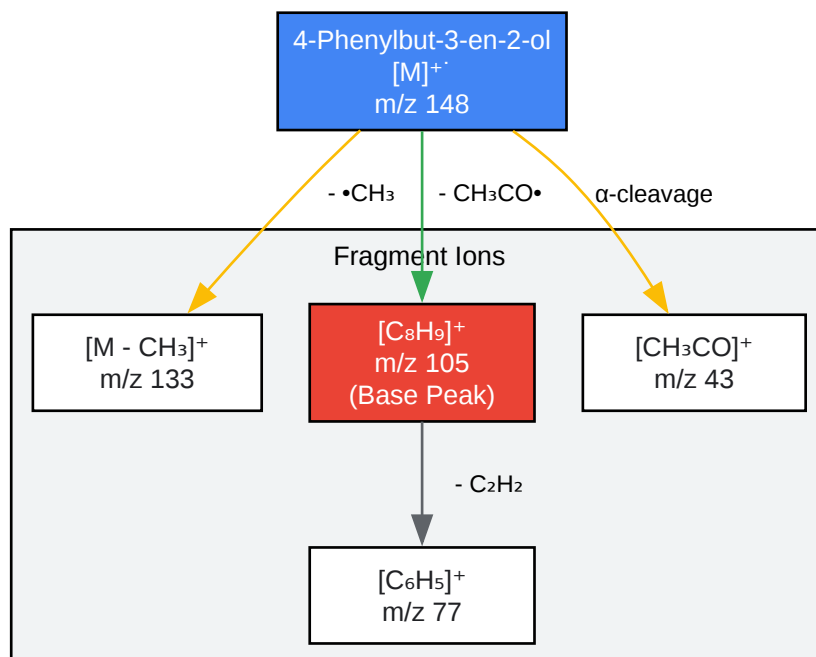 4-Phenylbut-3-en-2-ol
[M]⁺˙
m/z 148
- •CH₃
- CH₃CO•
α-cleavage
Fragment Ions
[M - CH₃]⁺
m/z 133
[C₈H₉]⁺
m/z 105
(Base Peak)
[CH₃CO]⁺
m/z 43
- C₂H₂
[C₆H₅]⁺
m/z 77